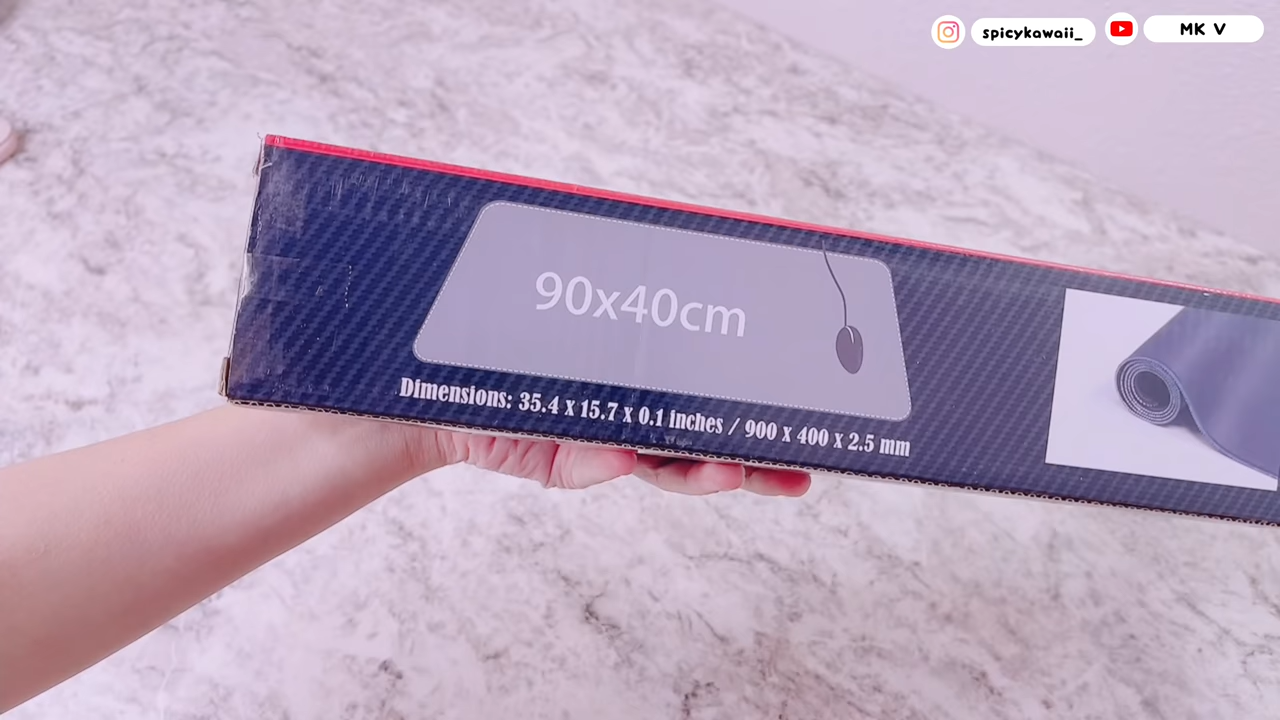 spicykawaii_
MK V
90x40cm
Dimensions: 35.4 x 15.7 x 0.1 inches / 900 x 400 x 2.5 mm